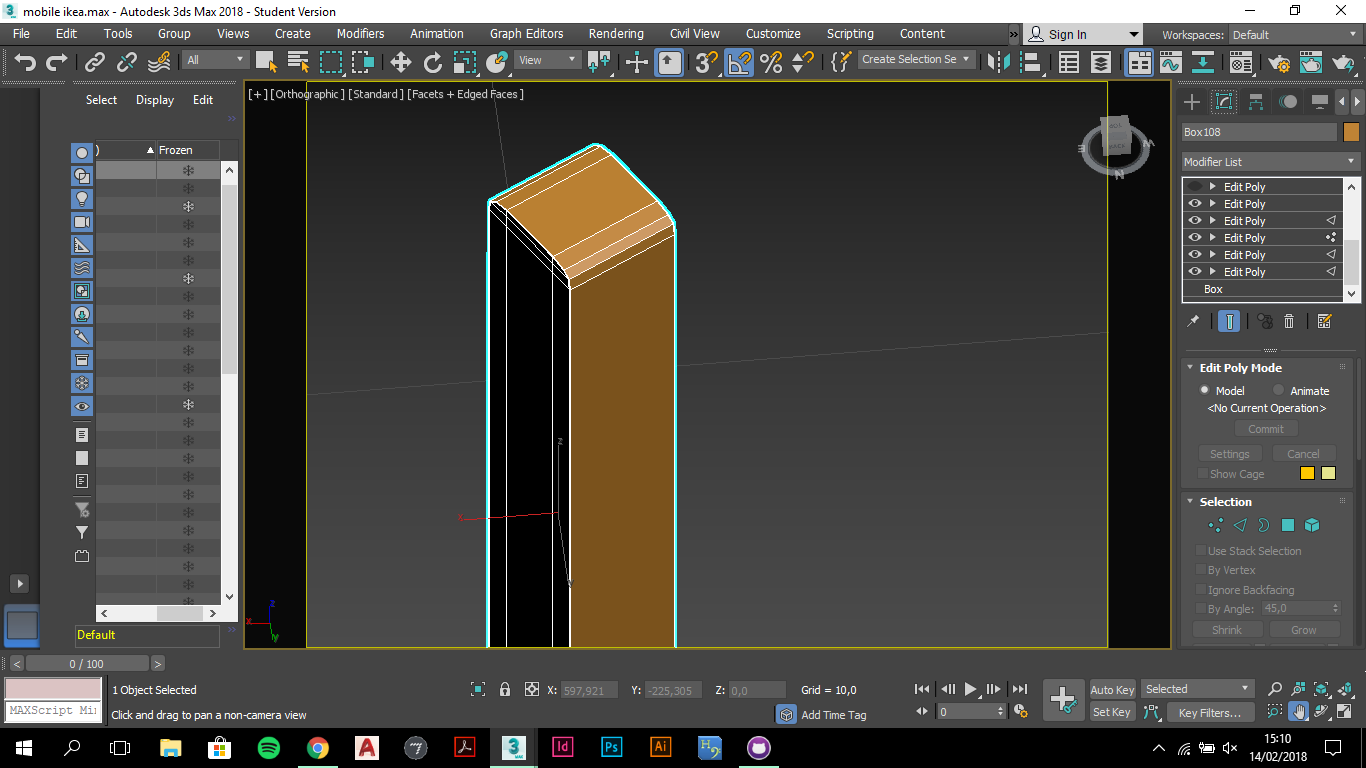 mobile ikea.max - Autodesk 3ds Max 2018 - Student Version
File Edit Tools Group Views Create Modifiers Animation Graph Editors Rendering Civil View Customize Scripting Content » Sign In Workspaces: Default
All View Create Selection Se
Select Display Edit
»
) Frozen
[+] [Orthographic ] [Standard ] [Facets + Edged Faces ]
Box108
Modifier List
Edit Poly
Edit Poly
Edit Poly
Edit Poly
Edit Poly
Edit Poly
Box
Edit Poly Mode
Model Animate
<No Current Operation>
Commit
Settings Cancel
Show Cage
Selection
Use Stack Selection
By Vertex
Ignore Backfacing
By Angle: 45,0
Shrink Grow
z
x
z
x
y
Default »
< 0 / 100 >
1 Object Selected X: 597,921 Y: -225,305 Z: 0,0 Grid = 10,0 Auto Key Selected
MAXScript Mi Click and drag to pan a non-camera view Add Time Tag 0 Set Key Key Filters...
15:10
14/02/2018